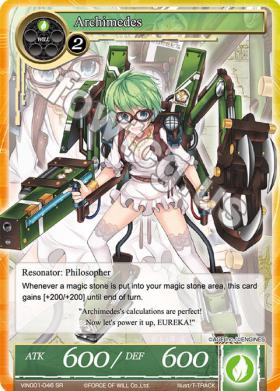 Archimedes
WILL
2
Resonator: Philosopher
Whenever a magic stone is put into your magic stone area, this card
gains [+200/+200] until end of turn.
"Archimedes's calculations are perfect!
Now let's power it up, EUREKA!"
ATK 600 / DEF 600
VIN001-046 SR
©FORCE OF WILL Co.,Ltd.
Illust/T-TRACK